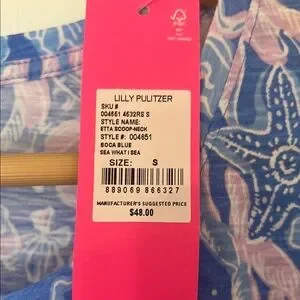 LILLY PULITZER
SKU #
004651 4532RS S
STYLE NAME:
ETTA SCOOP-NECK
STYLE #: 004651
BOCA BLUE
SEA WHAT I SEA
SIZE: S
889069 866327
MANUFACTURER'S SUGGESTED PRICE
$48.00